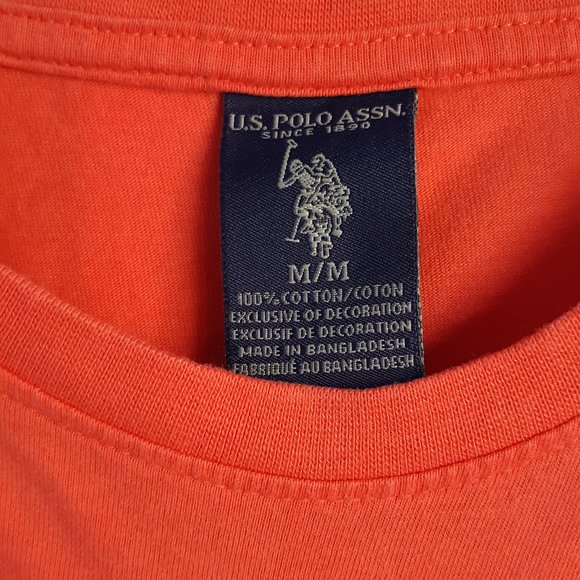 U.S. POLO ASSN.
SINCE 1890
M/M
100% COTTON/COTON
EXCLUSIVE OF DECORATION
EXCLUSIF DE DECORATION
MADE IN BANGLADESH
FABRIQUÉ AU BANGLADESH